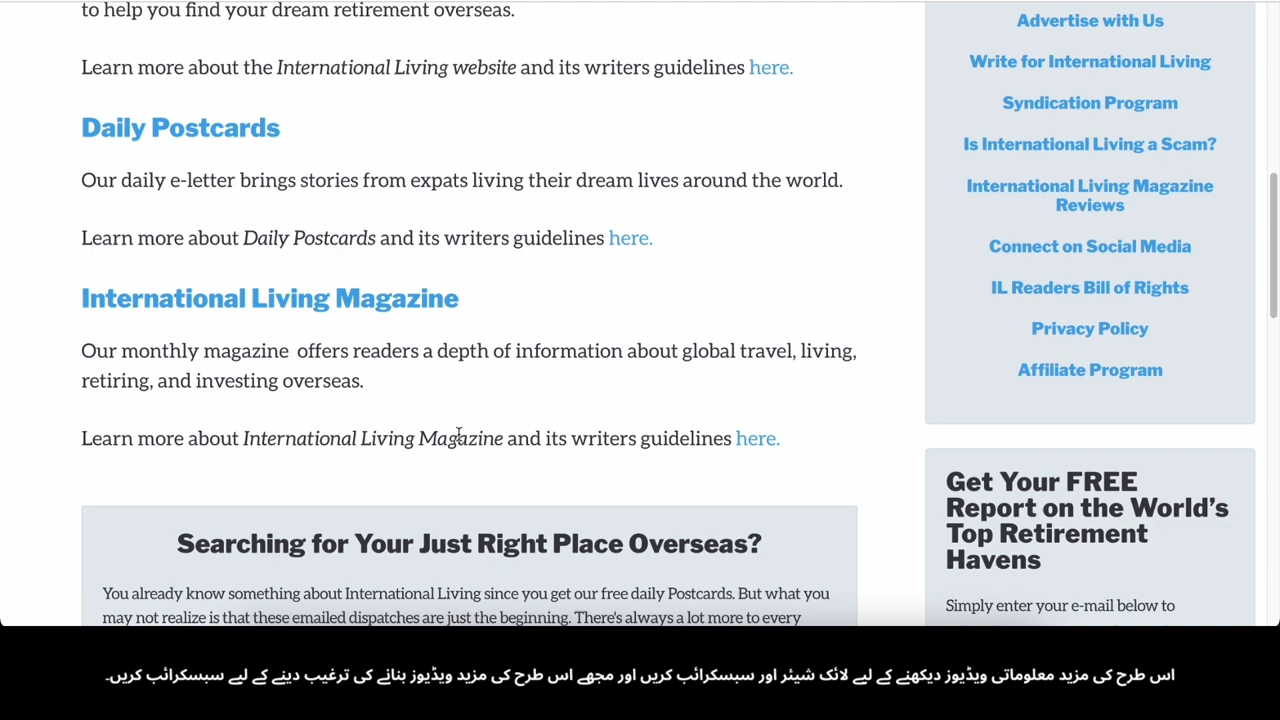 to help you find your dream retirement overseas.
Learn more about the International Living website and its writers guidelines here.
Daily Postcards
Our daily e-letter brings stories from expats living their dream lives around the world.
Learn more about Daily Postcards and its writers guidelines here.
International Living Magazine
Our monthly magazine offers readers a depth of information about global travel, living,
retiring, and investing overseas.
Learn more about International Living Magazine and its writers guidelines here.
Searching for Your Just Right Place Overseas?
You already know something about International Living since you get our free daily Postcards. But what you
may not realize is that these emailed dispatches are just the beginning. There's always a lot more to every
Advertise with Us
Write for International Living
Syndication Program
Is International Living a Scam?
International Living Magazine
Reviews
Connect on Social Media
IL Readers Bill of Rights
Privacy Policy
Affiliate Program
Get Your FREE
Report on the World’s
Top Retirement
Havens
Simply enter your e-mail below to
اس طرح کی مزید معلوماتی ویڈیوز دیکھنے کے لیے لائک شیئر اور سبسکرائب کریں اور مجھے اس طرح کی مزید ویڈیوز بنانے کی ترغیب دینے کے لیے سبسکرائب کریں۔